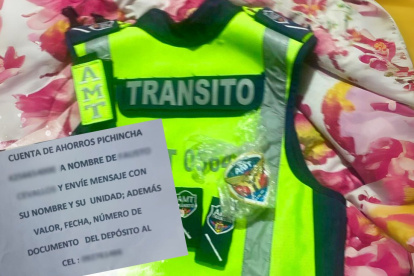 AMT
TRANSITO
AMT
CUENTA DE AHORROS PICHINCHA
A NOMBRE DE
Y ENVÍE MENSAJE CON
SU NOMBRE Y SU UNIDAD; ADEMÁS
VALOR, FECHA, NÚMERO DE
DOCUMENTO DEL DEPÓSITO AL
CEL: